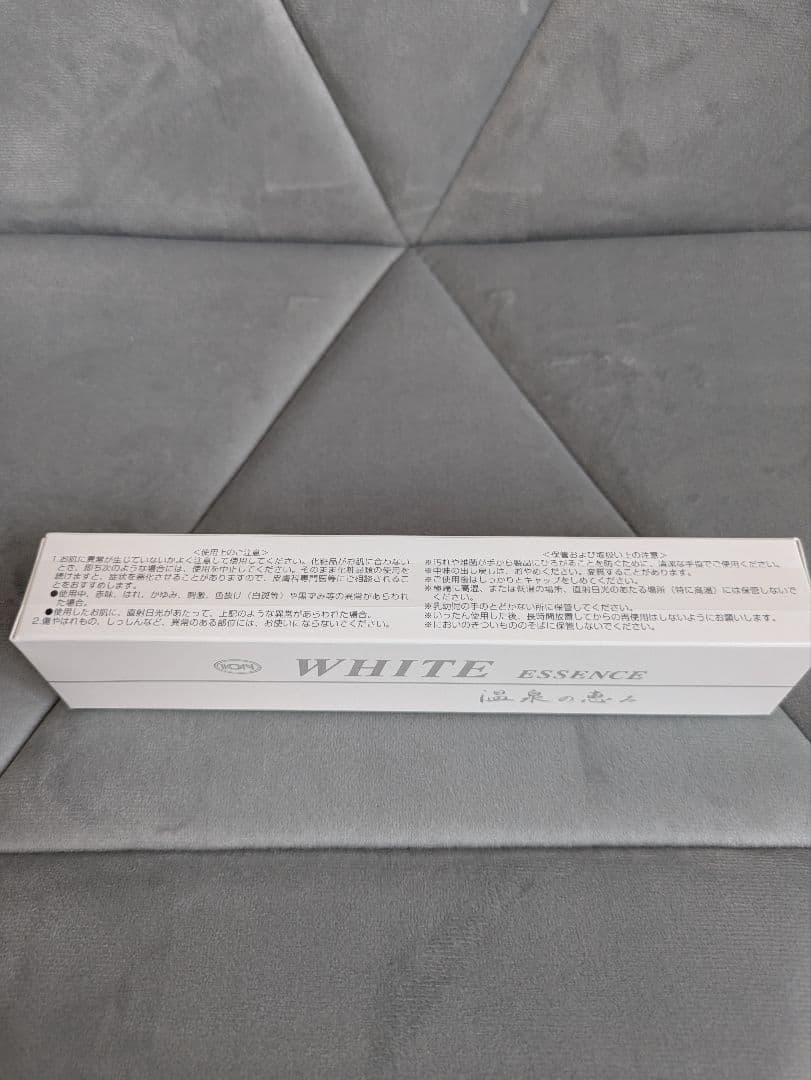 <使用上のご注意>
1.お肌に異常が生じていないかよく注意して使用してください。化粧品がお肌に合わない
とき、即ち次のような場合には、使用を中止してください。そのまま化粧品類の使用を
続けますと、症状を悪化させることがありますので、皮膚科専門医等にご相談されるこ
とをおすすめします。
●使用中、赤味、はれ、かゆみ、刺激、色抜け（白斑等）や黒ずみ等の異常があらわれ
た場合。
●使用したお肌に、直射日光があたって、上記のような異常があらわれた場合。
2.傷やはれもの、しっしんなど、異常のある部位には、お使いにならないでください。
<保管および取扱い上の注意>
※汚れや雑菌が手から製品にひろがることを防ぐために、清潔な手指でご使用ください。
※中味の出し戻しは、おやめください。変質することがあります。
※ご使用後はしっかりとキャップをしめてください。
※極端に高温、または低温の場所、直射日光のあたる場所（特に高温）には保管しないで
ください。
※乳幼児の手のとどかない所に保管してください。
※いったん使用した後、長時間放置してからの再使用はしないようにお願いします。
※においのきついもののそばに保管しないでください。
ION WHITE ESSENCE
温泉の恵み